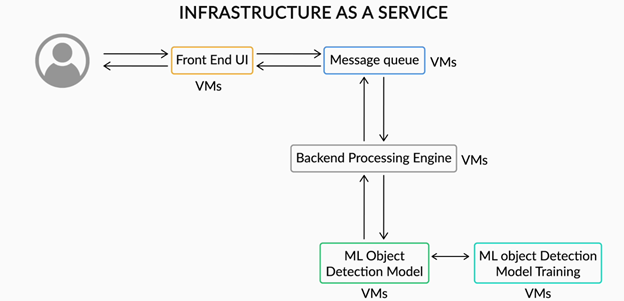 INFRASTRUCTURE AS A SERVICE
Front End UI
VMs
Message queue
VMs
Backend Processing Engine
VMs
ML Object
Detection Model
VMs
ML object Detection
Model Training
VMs